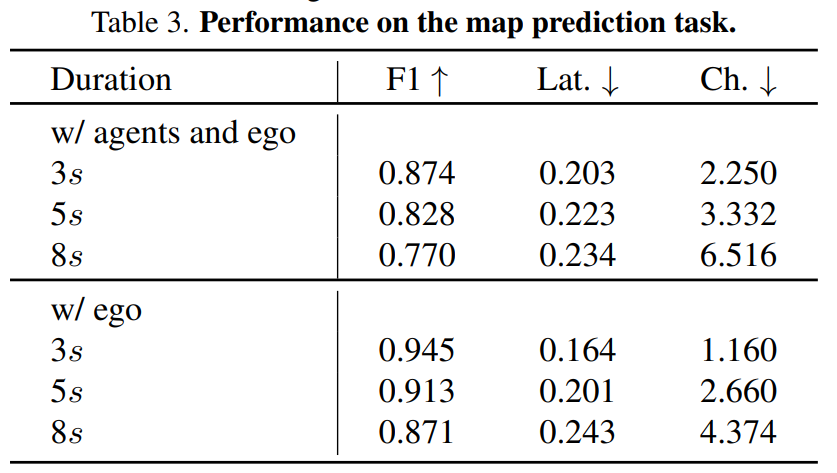 Table 3. Performance on the map prediction task.
Duration F1 ↑ Lat. ↓ Ch. ↓
w/ agents and ego
3s 0.874 0.203 2.250
5s 0.828 0.223 3.332
8s 0.770 0.234 6.516
w/ ego
3s 0.945 0.164 1.160
5s 0.913 0.201 2.660
8s 0.871 0.243 4.374